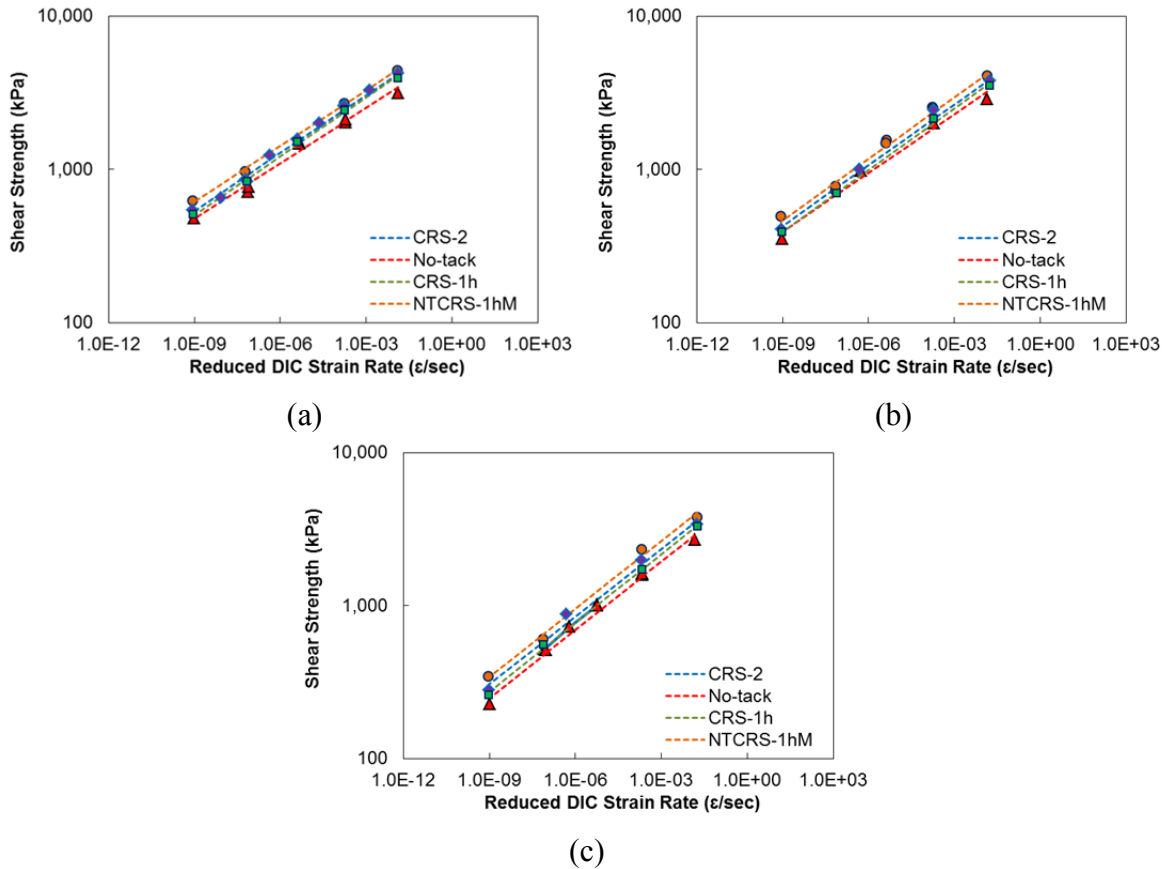 10,000
1,000
100
Shear Strength (kPa)
CRS-2
No-tack
CRS-1h
NTCRS-1hM
1.0E-12 1.0E-09 1.0E-06 1.0E-03 1.0E+00 1.0E+03
Reduced DIC Strain Rate (ε/sec)
(a)
10,000
1,000
100
Shear Strength (kPa)
CRS-2
No-tack
CRS-1h
NTCRS-1hM
1.0E-12 1.0E-09 1.0E-06 1.0E-03 1.0E+00 1.0E+03
Reduced DIC Strain Rate (ε/sec)
(b)
10,000
1,000
100
Shear Strength (kPa)
CRS-2
No-tack
CRS-1h
NTCRS-1hM
1.0E-12 1.0E-09 1.0E-06 1.0E-03 1.0E+00 1.0E+03
Reduced DIC Strain Rate (ε/sec)
(c)